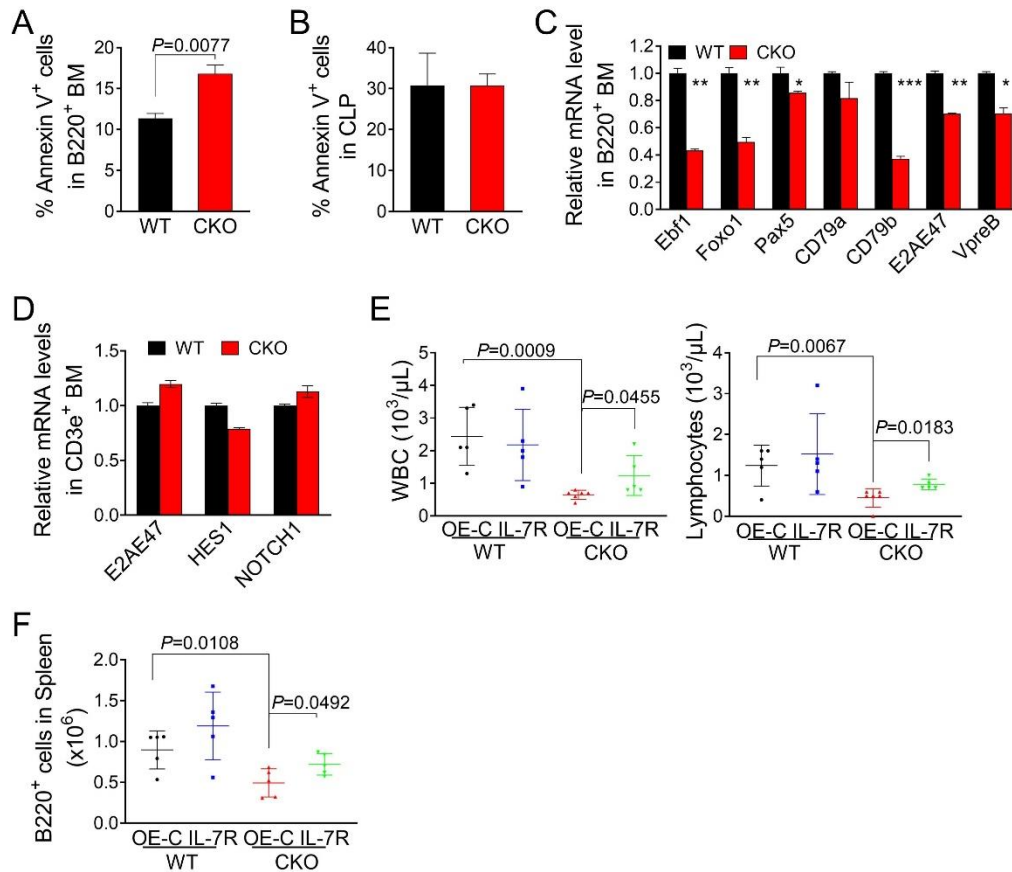 A
% Annexin V+ cells
in B220+ BM
P=0.0077
20
15
10
5
0
WT
CKO
B
% Annexin V+ cells
in CLP
40
30
20
10
0
WT
CKO
C
Relative mRNA level
in B220+ BM
WT
CKO
1.2
1.0
0.8
0.6
0.4
0.2
0.0
**
**
*
***
**
*
Ebf1
Foxo1
Pax5
CD79a
CD79b
E2AE47
VpreB
D
Relative mRNA levels
in CD3e+ BM
WT
CKO
1.5
1.0
0.5
0.0
E2AE47
HES1
NOTCH1
E
WBC (10³/µL)
5
4
3
2
1
0
P=0.0009
P=0.0455
OE-C IL-7R OE-C IL-7R
WT
CKO
Lymphocytes (10³/µL)
4
3
2
1
0
P=0.0067
P=0.0183
OE-C IL-7R OE-C IL-7R
WT
CKO
F
B220+ cells in Spleen
(x10⁶)
2.0
1.5
1.0
0.5
0.0
P=0.0108
P=0.0492
OE-C IL-7R OE-C IL-7R
WT
CKO